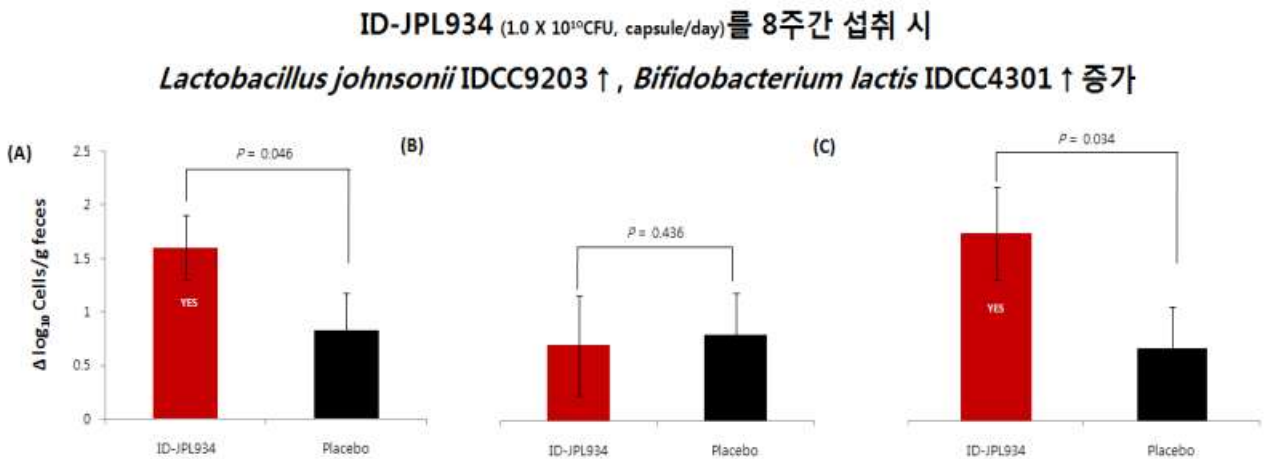 ID-JPL934 (1.0 X 10¹⁰CFU, capsule/day)를 8주간 섭취 시
Lactobacillus johnsonii IDCC9203 ↑ , Bifidobacterium lactis IDCC4301 ↑ 증가
(A)
Δ log₁₀ Cells/g feces
2.5
2
1.5
1
0.5
0
P = 0.046
YES
ID-JPL934 Placebo
(B)
P = 0.436
ID-JPL934 Placebo
(C)
P = 0.034
YES
ID-JPL934 Placebo